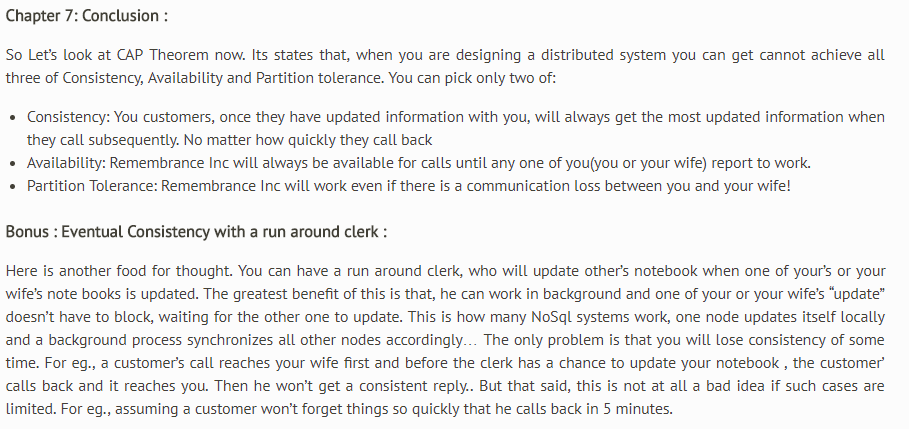 Chapter 7: Conclusion :
So Let’s look at CAP Theorem now. Its states that, when you are designing a distributed system you can get cannot achieve all
three of Consistency, Availability and Partition tolerance. You can pick only two of:
• Consistency: You customers, once they have updated information with you, will always get the most updated information when
they call subsequently. No matter how quickly they call back
• Availability: Remembrance Inc will always be available for calls until any one of you(you or your wife) report to work.
• Partition Tolerance: Remembrance Inc will work even if there is a communication loss between you and your wife!
Bonus : Eventual Consistency with a run around clerk :
Here is another food for thought. You can have a run around clerk, who will update other’s notebook when one of your’s or your
wife’s note books is updated. The greatest benefit of this is that, he can work in background and one of your or your wife’s “update”
doesn’t have to block, waiting for the other one to update. This is how many NoSql systems work, one node updates itself locally
and a background process synchronizes all other nodes accordingly… The only problem is that you will lose consistency of some
time. For eg., a customer’s call reaches your wife first and before the clerk has a chance to update your notebook , the customer’
calls back and it reaches you. Then he won’t get a consistent reply.. But that said, this is not at all a bad idea if such cases are
limited. For eg., assuming a customer won’t forget things so quickly that he calls back in 5 minutes.